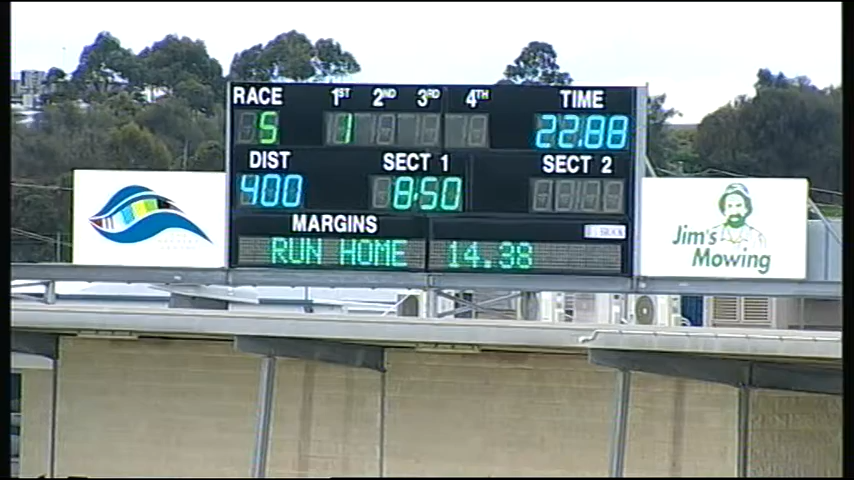 RACE 1ST 2ND 3RD 4TH TIME
5 1 22.88
DIST SECT 1 SECT 2
400 8:50
MARGINS
RUN HOME 14.38
Jim's
Mowing